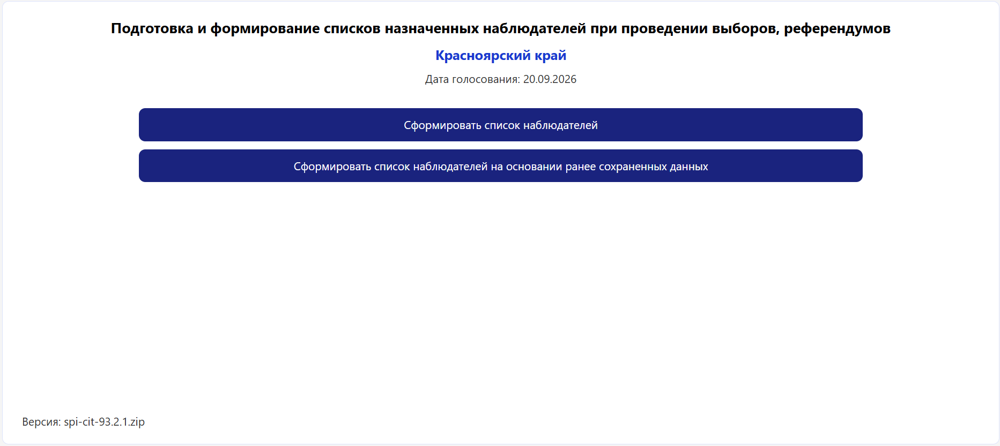 Подготовка и формирование списков назначенных наблюдателей при проведении выборов, референдумов
Красноярский край
Дата голосования: 20.09.2026
Сформировать список наблюдателей
Сформировать список наблюдателей на основании ранее сохраненных данных
Версия: spi-cit-93.2.1.zip